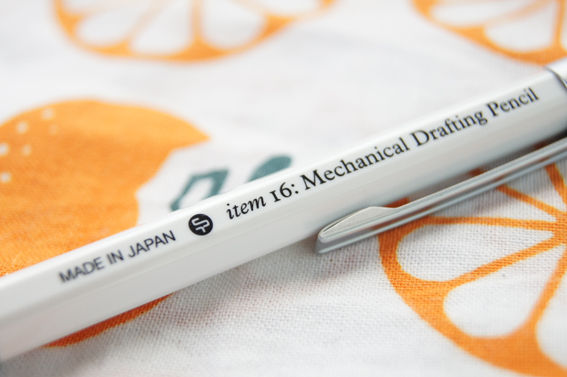 MADE IN JAPAN item 16: Mechanical Drafting Pencil